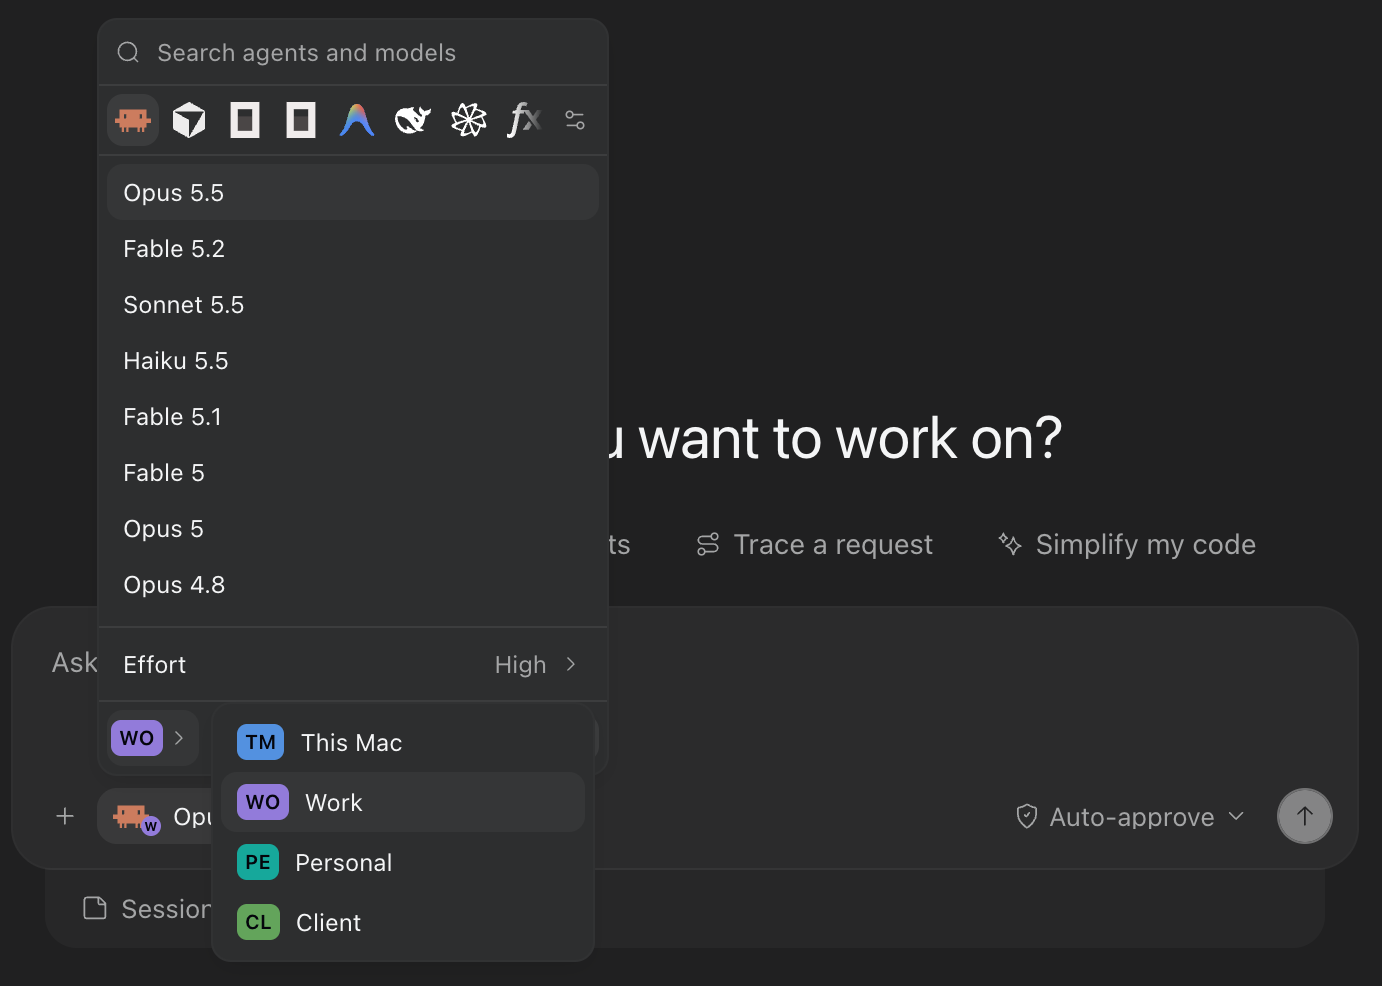 Search agents and models
fx
Opus 5.5
Fable 5.2
Sonnet 5.5
Haiku 5.5
Fable 5.1
Fable 5
Opus 5
Opus 4.8
u want to work on?
ts
Trace a request
Simplify my code
Ask
Effort
High
WO
TM This Mac
WO Work
PE Personal
CL Client
W
Opu
Auto-approve
Session